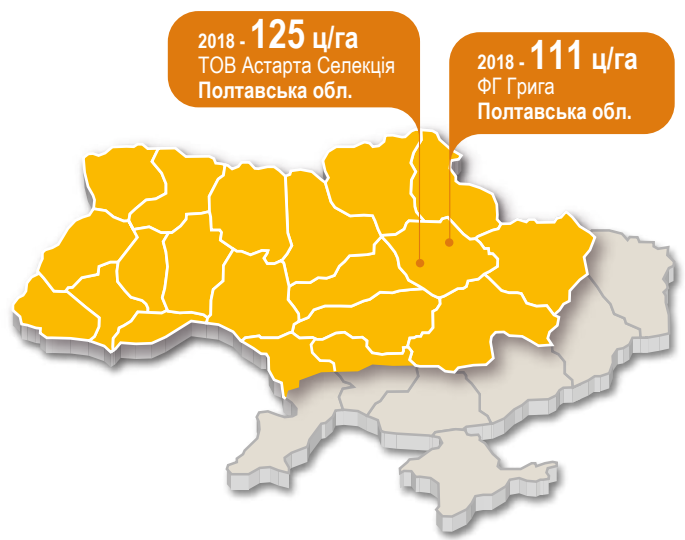 2018 - 125 ц/га
ТОВ Астарта Селекція
Полтавська обл.
2018 - 111 ц/га
ФГ Грига
Полтавська обл.